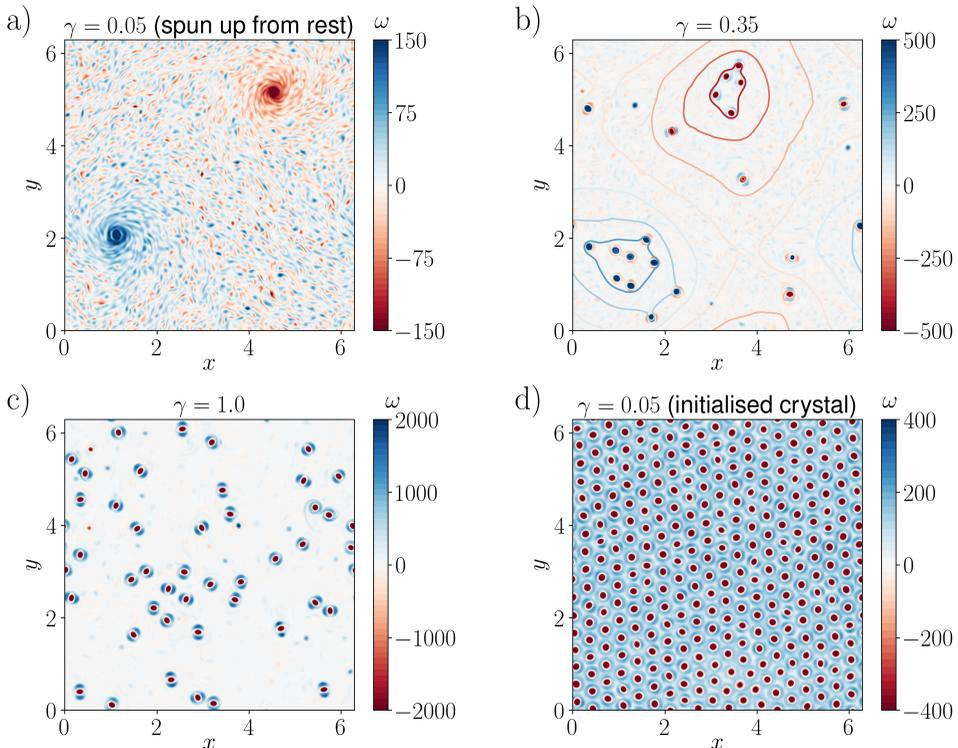 a) γ = 0.05 (spun up from rest) ω
150
75
0
−75
−150
6
4
2
0
y
0 2 4 6
x
b) γ = 0.35 ω
500
250
0
−250
−500
6
4
2
0
y
0 2 4 6
x
c) γ = 1.0 ω
2000
1000
0
−1000
−2000
6
4
2
0
y
0 2 4 6
x
d) γ = 0.05 (initialised crystal) ω
400
200
0
−200
−400
6
4
2
0
y
0 2 4 6
x